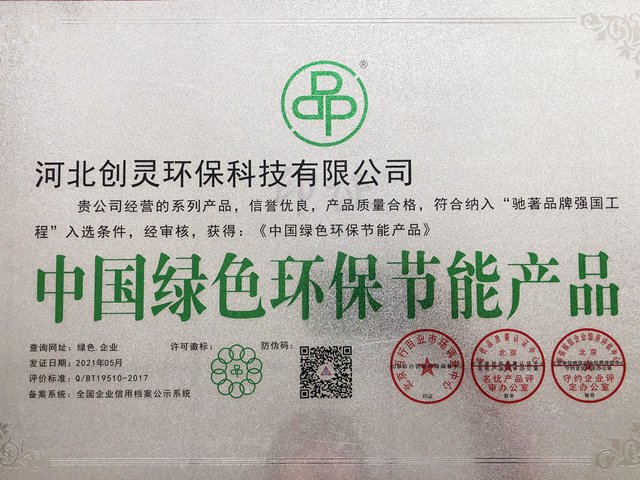 ®
河北创灵环保科技有限公司
贵公司经营的系列产品，信誉优良，产品质量合格，符合纳入“驰著品牌强国工
程”入选条件，经审核，获得：《中国绿色环保节能产品》
中国绿色环保节能产品
查询网址：绿色.企业
许可徽标：
防伪码：
发证日期：2021年05月
评价标准：Q/BT19510-2017
备案系统：全国企业信用档案公示系统
印证
北京
名优产品评
审办公室
背书
北京
守约企业评
定办公室
背书